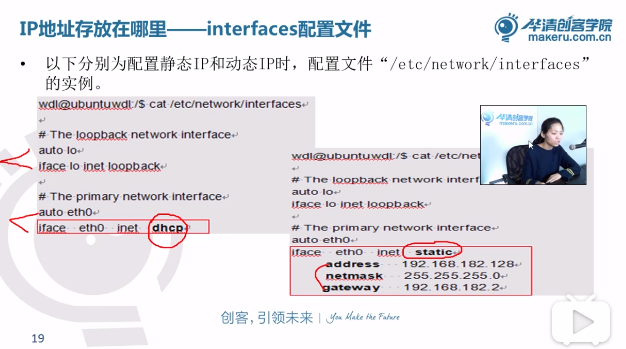 IP地址存放在哪里——interfaces配置文件
华清创客学院
makeru.com.cn
• 以下分别为配置静态IP和动态IP时，配置文件“/etc/network/interfaces”
的实例。
wdl@ubuntuwdl:/$ cat /etc/network/interfaces
# The loopback network interface
auto lo
iface lo inet loopback
# The primary network interface
auto eth0
iface eth0 inet dhcp
wdl@ubuntuwdl:/$ cat /etc/net
# The loopback network interf
auto lo
iface lo inet loopback
# The primary network interface
auto eth0
iface eth0 inet static
address 192.168.182.128
netmask 255.255.255.0
gateway 192.168.182.2
华清创客学院
创客,引领未来 | You Make the Future
19